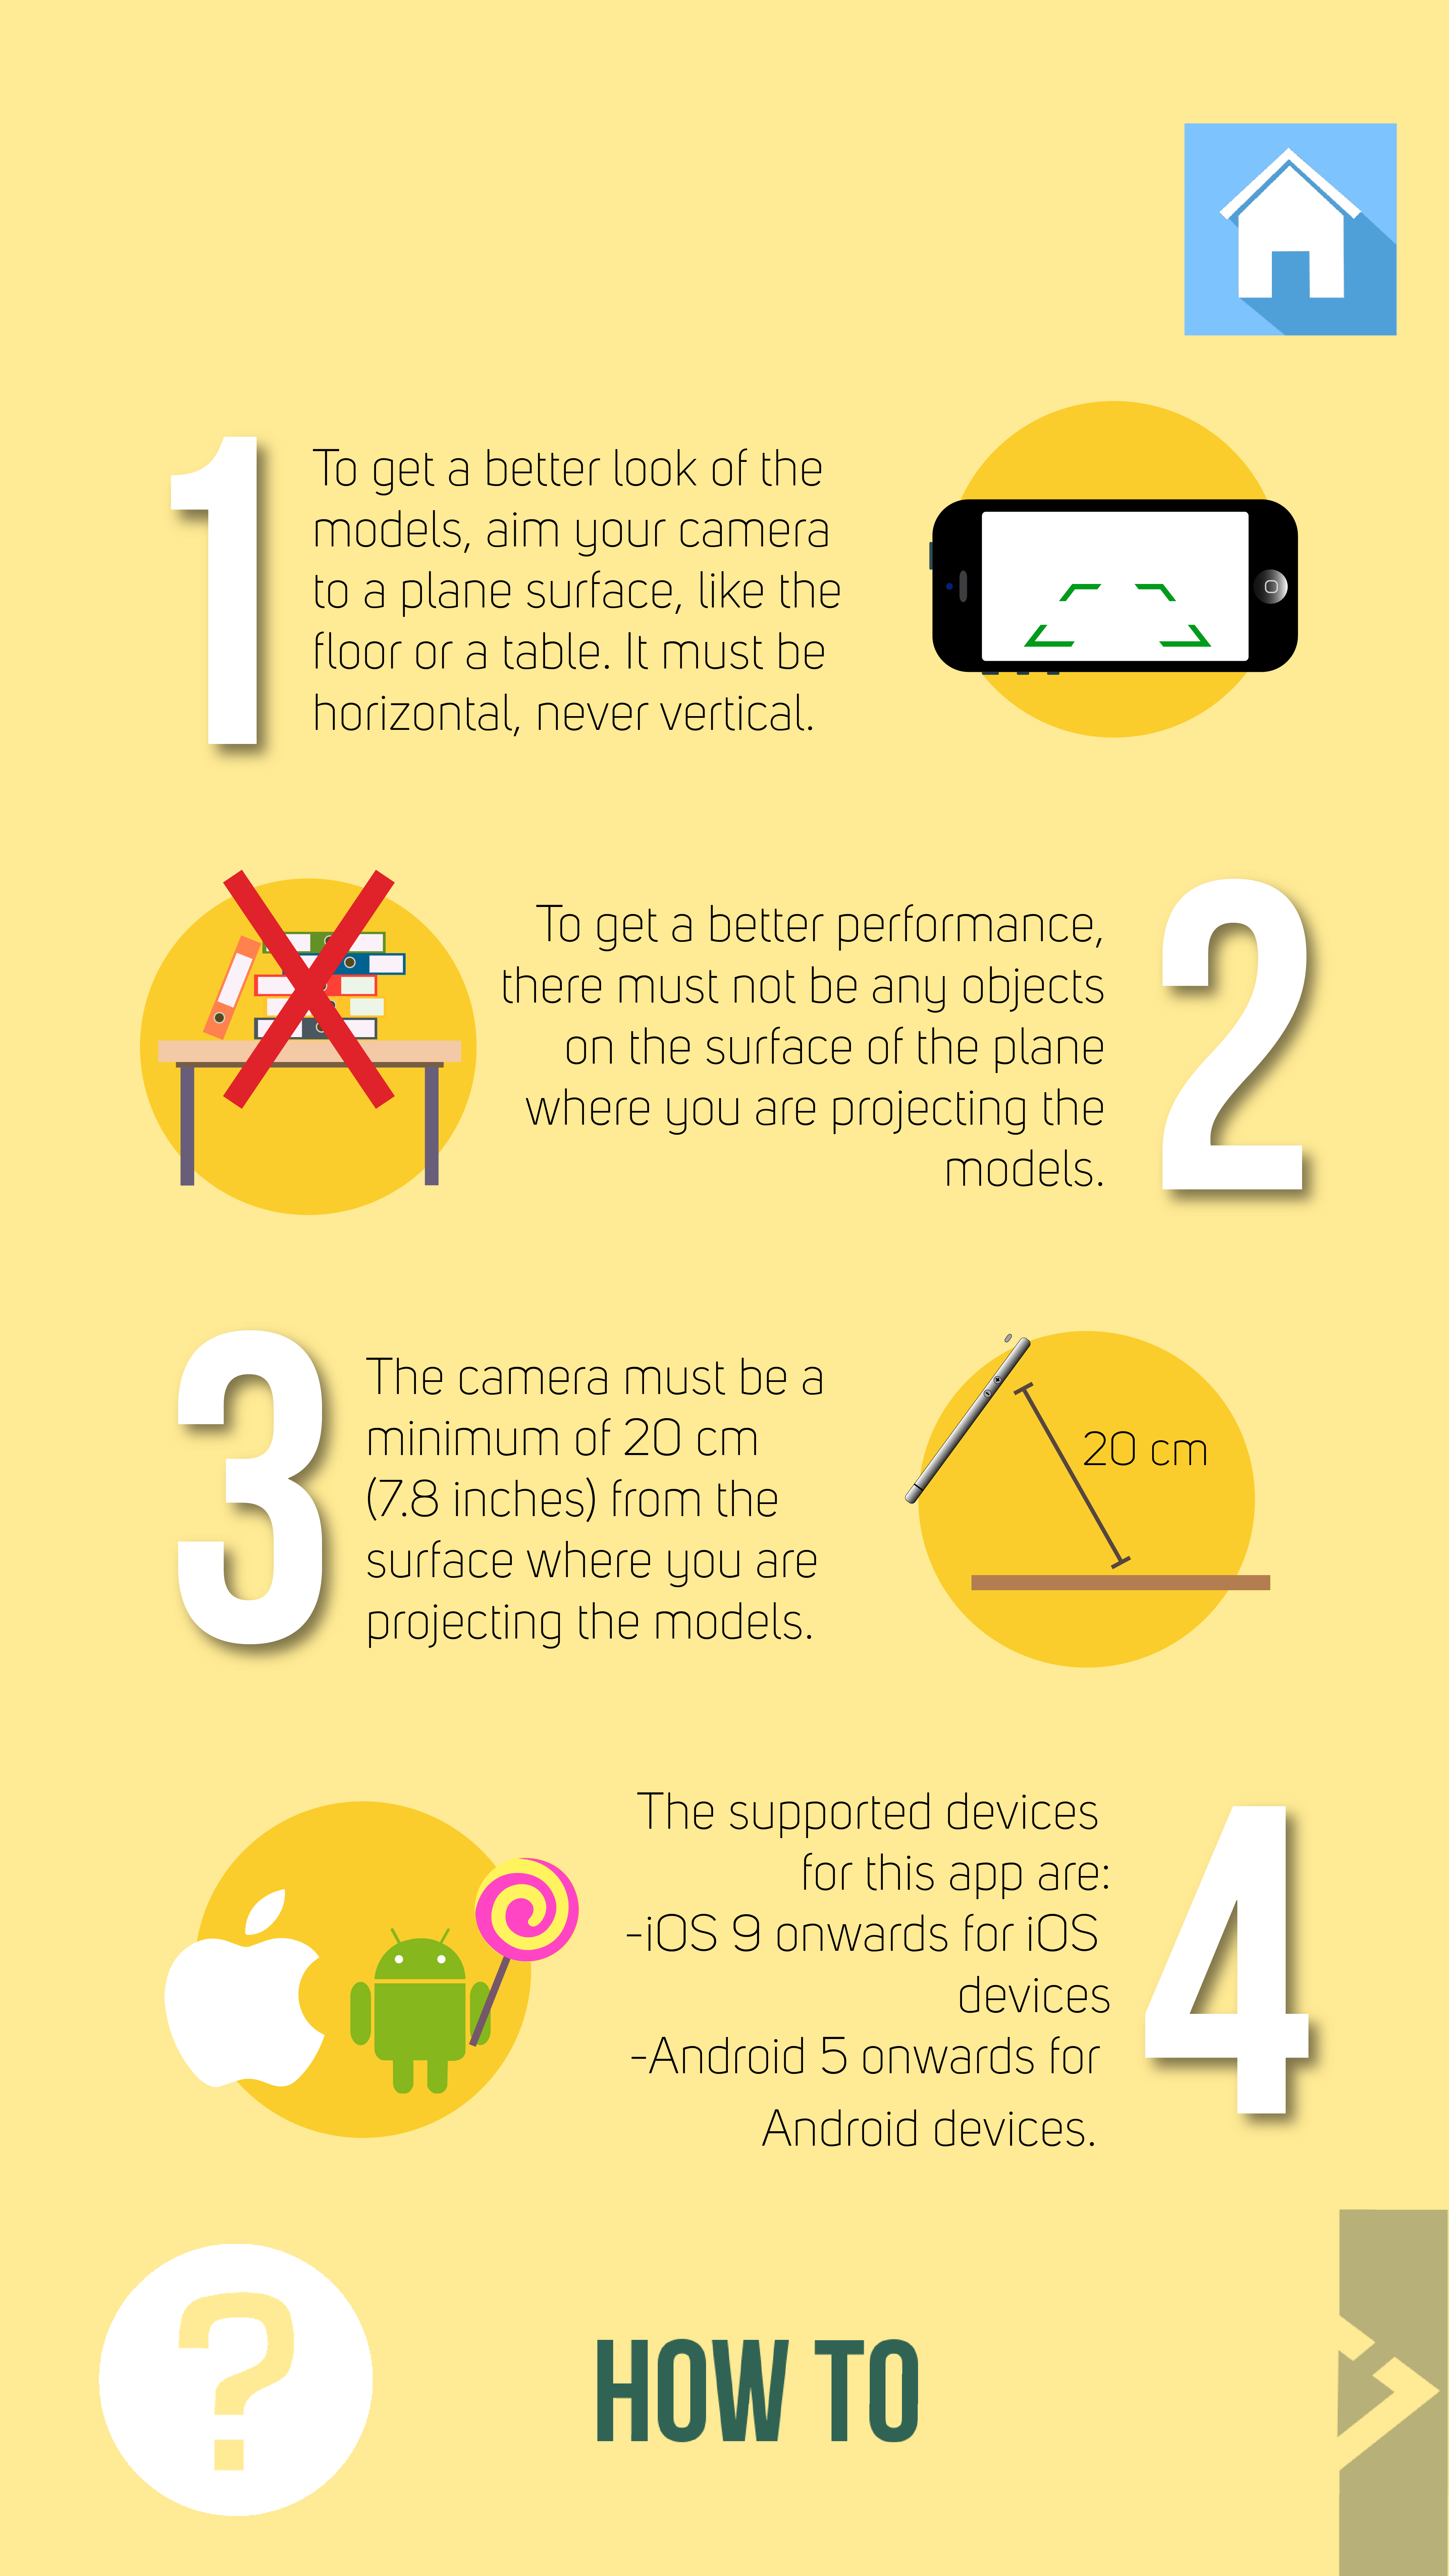 1
To get a better look of the
models, aim your camera
to a plane surface, like the
floor or a table. It must be
horizontal, never vertical.
To get a better performance,
there must not be any objects
on the surface of the plane
where you are projecting the
models.
2
3
The camera must be a
minimum of 20 cm
(7.8 inches) from the
surface where you are
projecting the models.
20 cm
The supported devices
for this app are:
-iOS 9 onwards for iOS
devices
-Android 5 onwards for
Android devices.
4
?
HOW TO